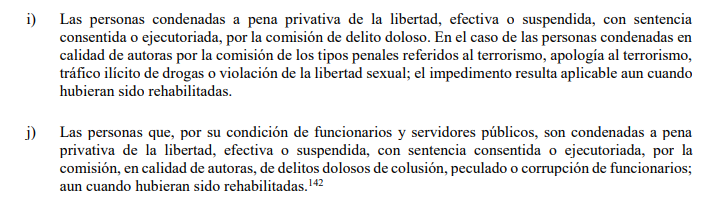 i) Las personas condenadas a pena privativa de la libertad, efectiva o suspendida, con sentencia
consentida o ejecutoriada, por la comisión de delito doloso. En el caso de las personas condenadas en
calidad de autoras por la comisión de los tipos penales referidos al terrorismo, apología al terrorismo,
tráfico ilícito de drogas o violación de la libertad sexual; el impedimento resulta aplicable aun cuando
hubieran sido rehabilitadas.
j) Las personas que, por su condición de funcionarios y servidores públicos, son condenadas a pena
privativa de la libertad, efectiva o suspendida, con sentencia consentida o ejecutoriada, por la
comisión, en calidad de autoras, de delitos dolosos de colusión, peculado o corrupción de funcionarios;
aun cuando hubieran sido rehabilitadas.142